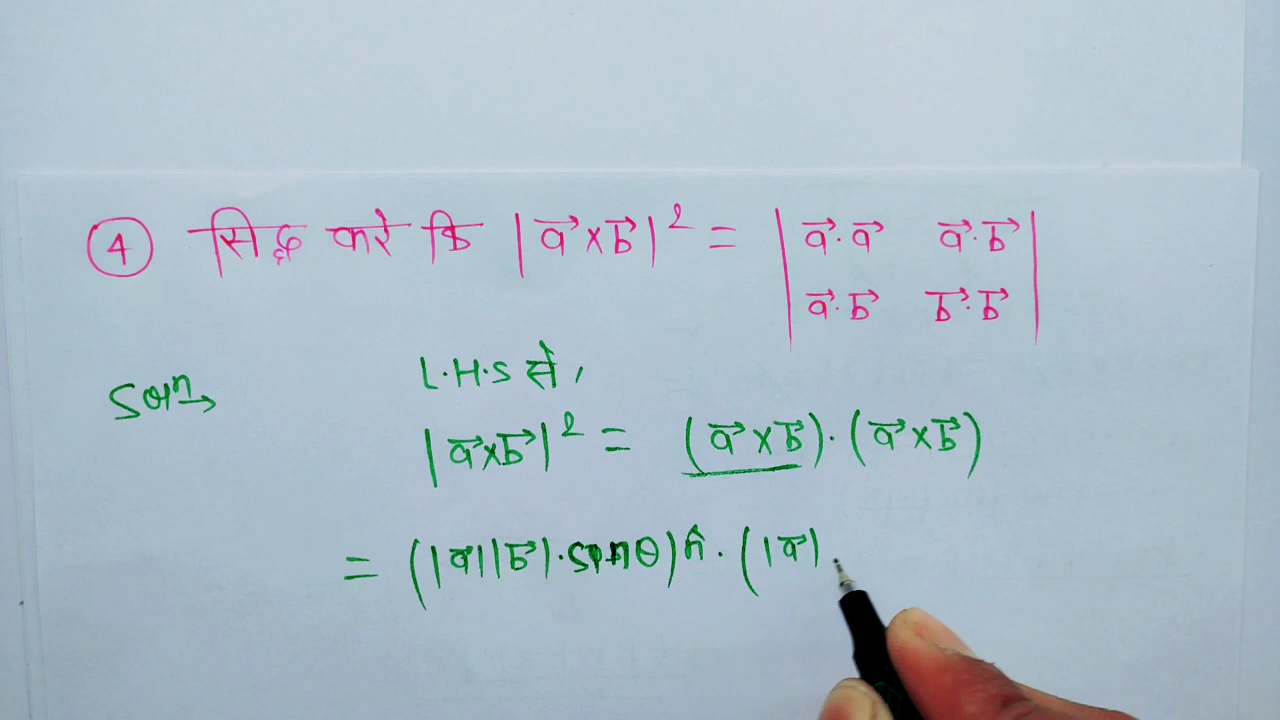 ④ सिद्ध करे कि |a⃗×b⃗|² = | a⃗·a⃗ a⃗·b⃗ |
| a⃗·b⃗ b⃗·b⃗ |
L.H.S से,
Solⁿ→
|a⃗×b⃗|² = (a⃗×b⃗)·(a⃗×b⃗)
= (|a⃗||b⃗|·sinθ)n̂·(|a⃗|